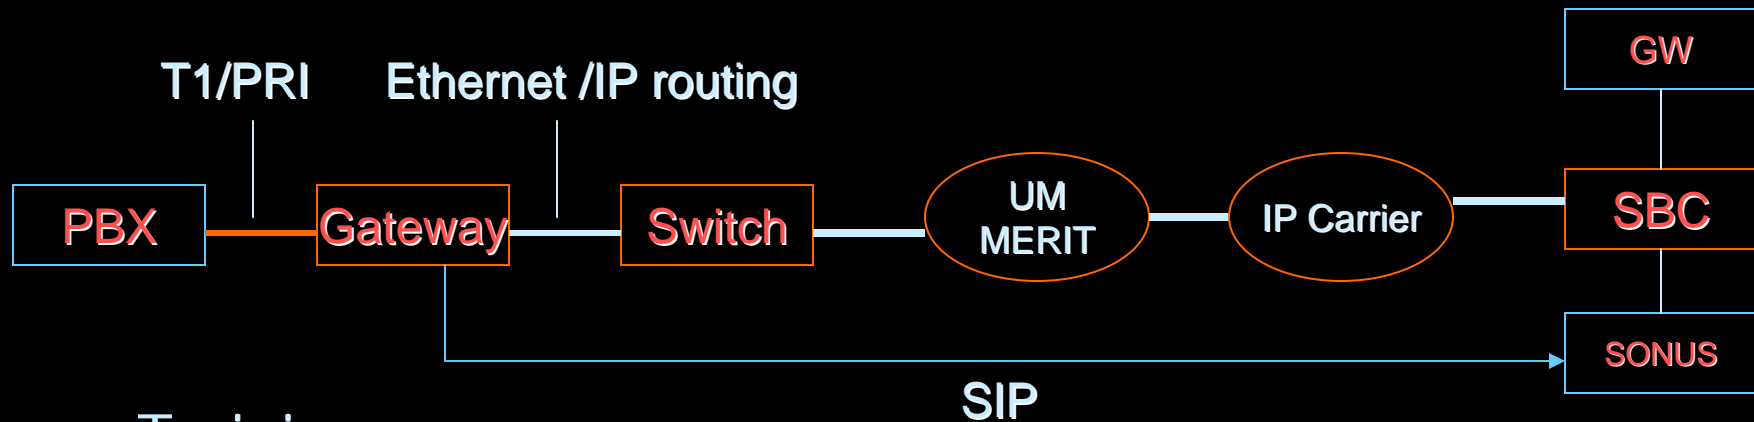 GW
T1/PRI
Ethernet /IP routing
PBX
Gateway
Switch
UM
MERIT
IP Carrier
SBC
SONUS
SIP